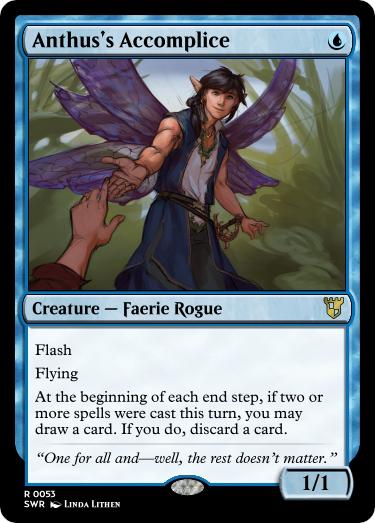 Anthus's Accomplice
Creature — Faerie Rogue
Flash
Flying
At the beginning of each end step, if two or
more spells were cast this turn, you may
draw a card. If you do, discard a card.
“One for all and—well, the rest doesn't matter.”
1/1
R 0053
SWR Linda Lithen